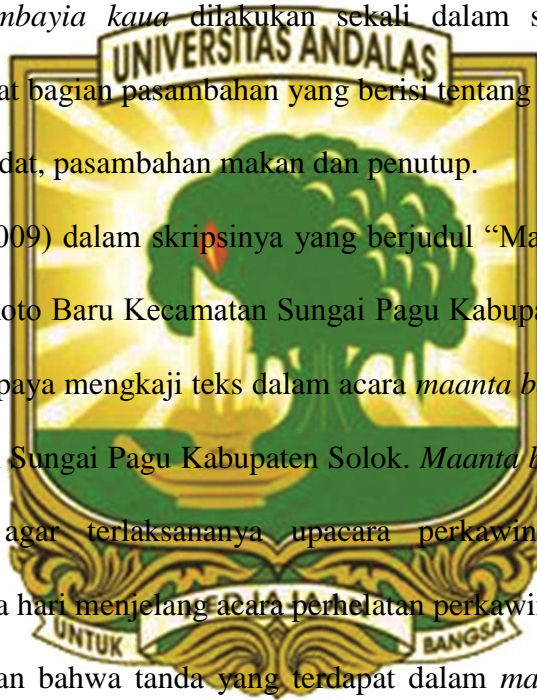 mbayia kaua dilakukan sekali dalam s
UNIVERSITAS ANDALAS
at bagian pasambahan yang berisi tentang
dat, pasambahan makan dan penutup.
009) dalam skripsinya yang berjudul “Ma
oto Baru Kecamatan Sungai Pagu Kabupa
paya mengkaji teks dalam acara maanta b
Sungai Pagu Kabupaten Solok. Maanta b
agar terlaksananya upacara perkawin
a hari menjelang acara perhelatan perkawin
KEDJAJAAN
UNTUK
BANGSA
an bahwa tanda yang terdapat dalam ma